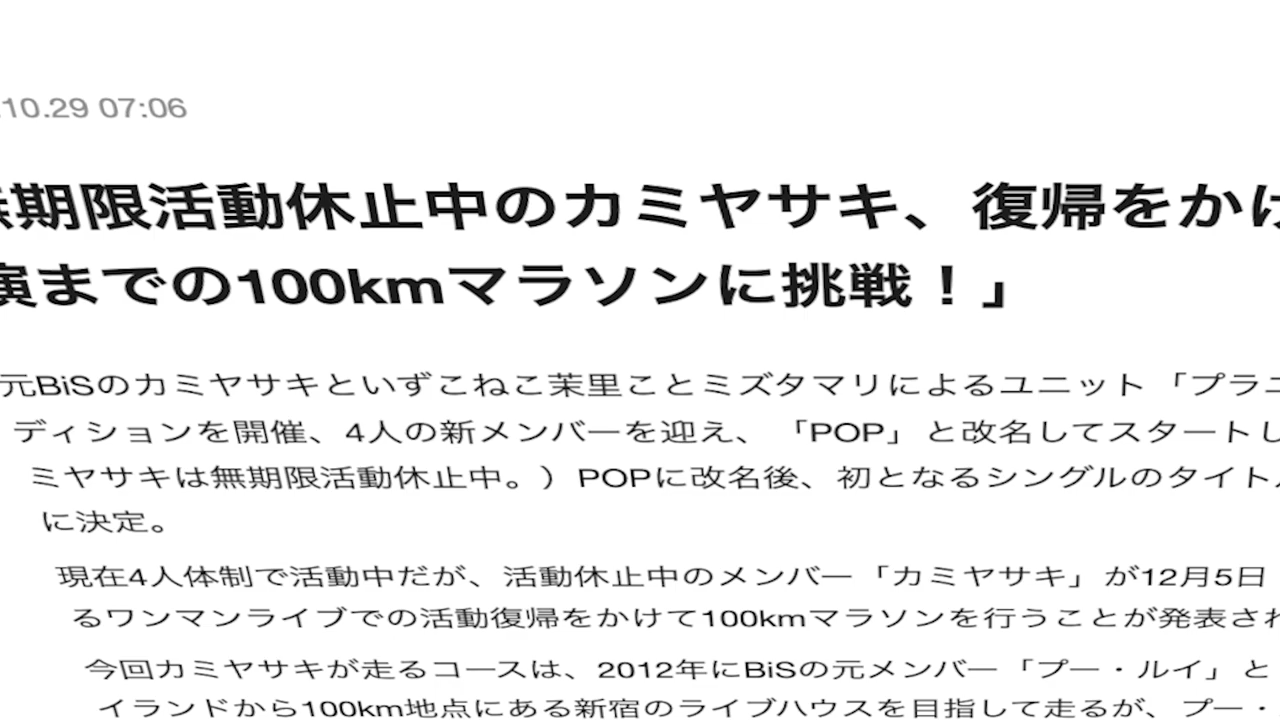 .10.29 07:06
無期限活動休止中のカミヤサキ、復帰をかけ
演までの100kmマラソンに挑戦！」
元BiSのカミヤサキといずこねこ茉里ことミズタマリによるユニット「プラニ
ディションを開催、4人の新メンバーを迎え、「POP」と改名してスタートし
ミヤサキは無期限活動休止中。）POPに改名後、初となるシングルのタイトル
に決定。
現在4人体制で活動中だが、活動休止中のメンバー「カミヤサキ」が12月5日
るワンマンライブでの活動復帰をかけて100kmマラソンを行うことが発表され
今回カミヤサキが走るコースは、2012年にBiSの元メンバー「プー・ルイ」と
イランドから100km地点にある新宿のライブハウスを目指して走るが、プー・